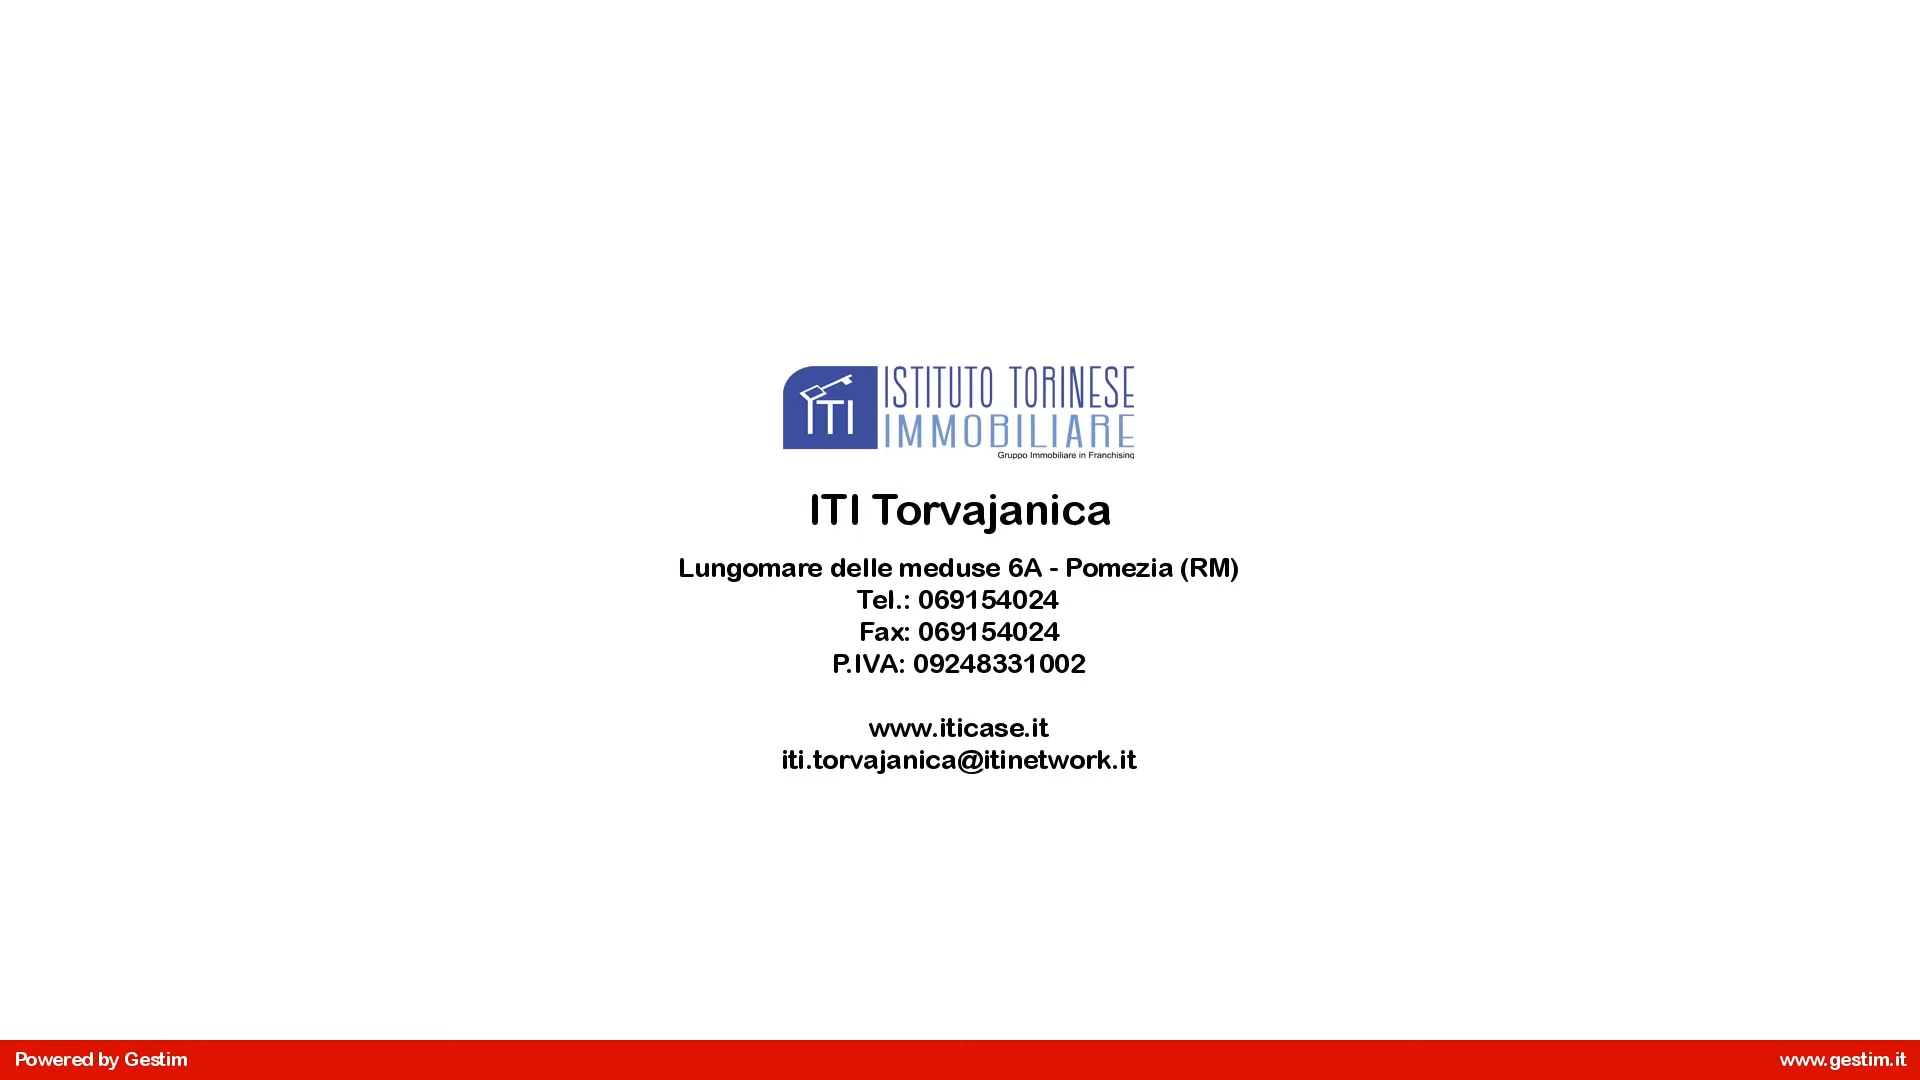 ITI
ISTITUTO TORINESE
IMMOBILIARE
Gruppo Immobiliare in Franchising
ITI Torvajanica
Lungomare delle meduse 6A - Pomezia (RM)
Tel.: 069154024
Fax: 069154024
P.IVA: 09248331002
www.iticase.it
iti.torvajanica@itinetwork.it
Powered by Gestim
www.gestim.it